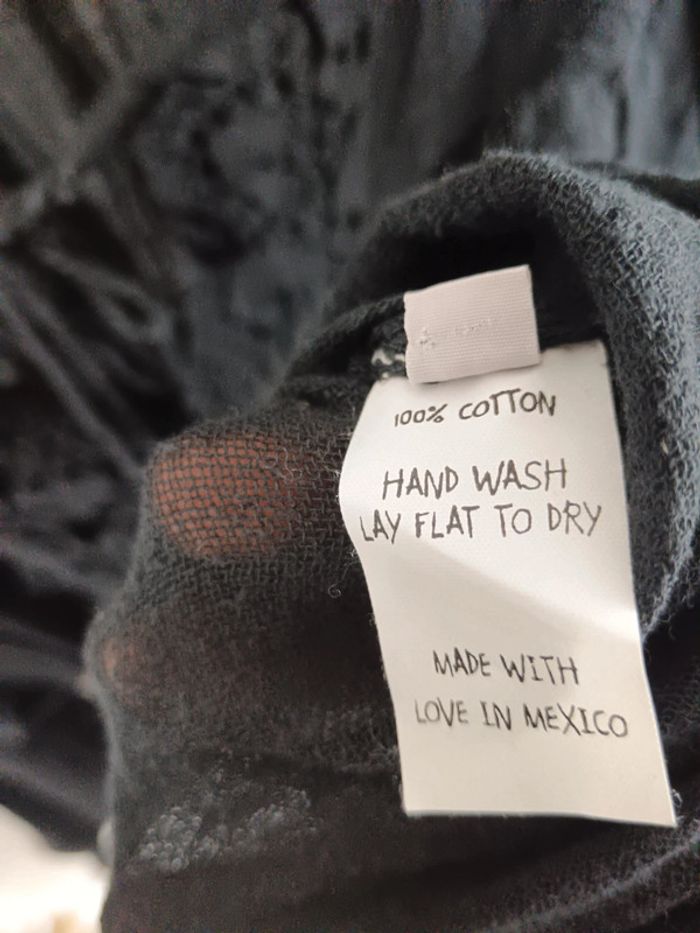 100% COTTON
HAND WASH
LAY FLAT TO DRY
MADE WITH
LOVE IN MEXICO